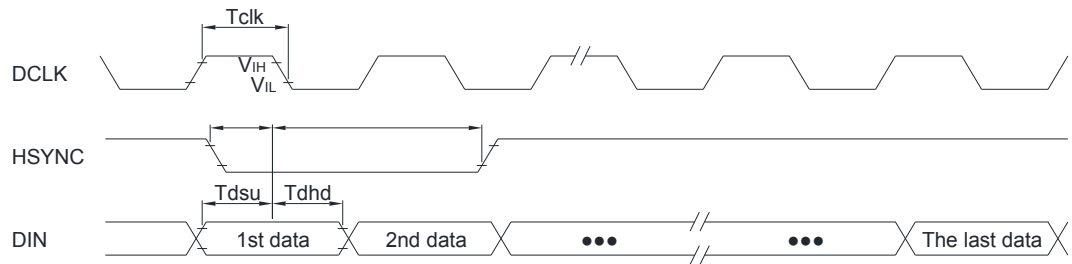 Tclk
DCLK
VIH
VIL
HSYNC
Tdsu
Tdhd
DIN
1st data
2nd data
•••
•••
The last data